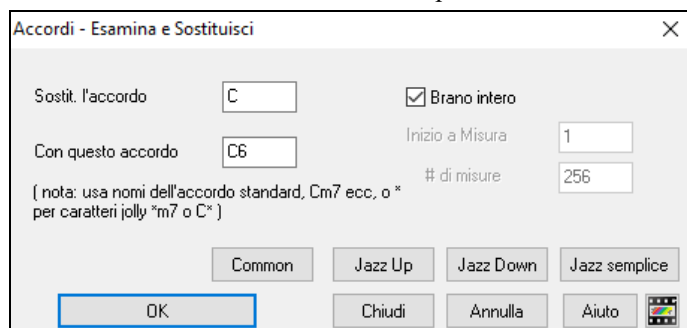 Accordi - Esamina e Sostituisci
Sostit. l'accordo C
Brano intero
Inizio a Misura 1
Con questo accordo C6
# di misure 256
( nota: usa nomi dell'accordo standard, Cm7 ecc, o *
per caratteri jolly *m7 o C* )
Common Jazz Up Jazz Down Jazz semplice
OK Chiudi Annulla Aiuto